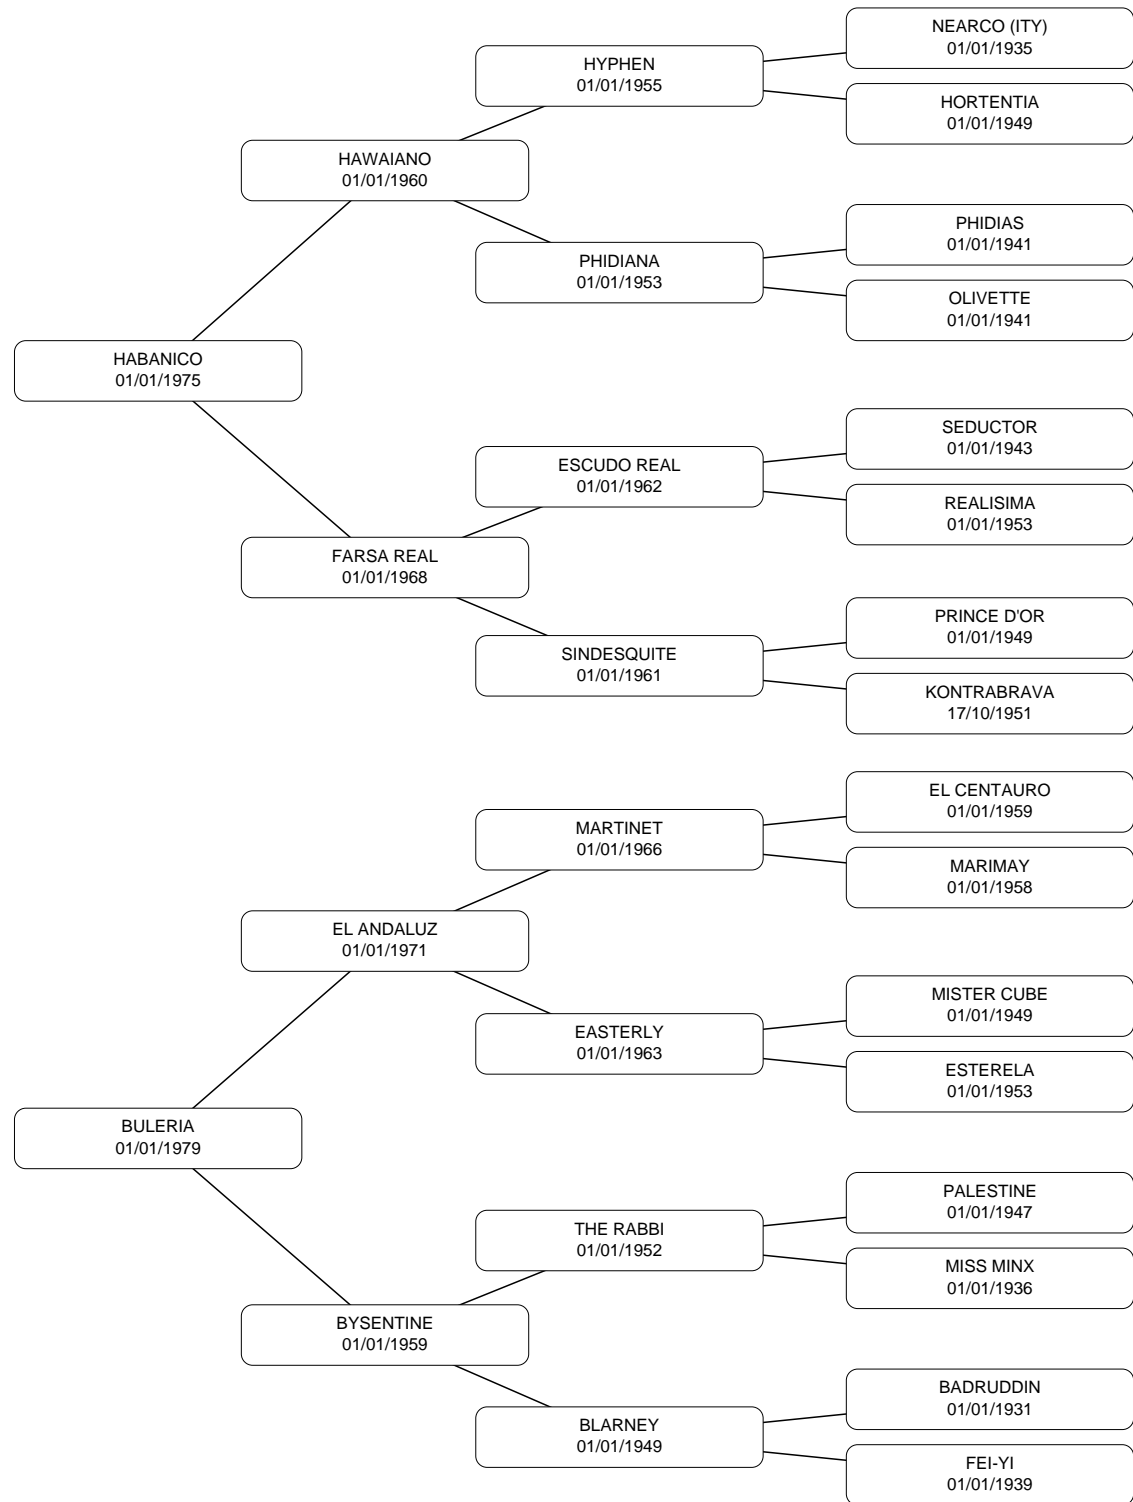 NEARCO (ITY)
01/01/1935
HYPHEN
01/01/1955
HORTENTIA
01/01/1949
HAWAIANO
01/01/1960
PHIDIAS
01/01/1941
PHIDIANA
01/01/1953
OLIVETTE
01/01/1941
HABANICO
01/01/1975
SEDUCTOR
01/01/1943
ESCUDO REAL
01/01/1962
REALISIMA
01/01/1953
FARSA REAL
01/01/1968
PRINCE D'OR
01/01/1949
SINDESQUITE
01/01/1961
KONTRABRAVA
17/10/1951
EL CENTAURO
01/01/1959
MARTINET
01/01/1966
MARIMAY
01/01/1958
EL ANDALUZ
01/01/1971
MISTER CUBE
01/01/1949
EASTERLY
01/01/1963
ESTERELA
01/01/1953
BULERIA
01/01/1979
PALESTINE
01/01/1947
THE RABBI
01/01/1952
MISS MINX
01/01/1936
BYSENTINE
01/01/1959
BADRUDDIN
01/01/1931
BLARNEY
01/01/1949
FEI-YI
01/01/1939